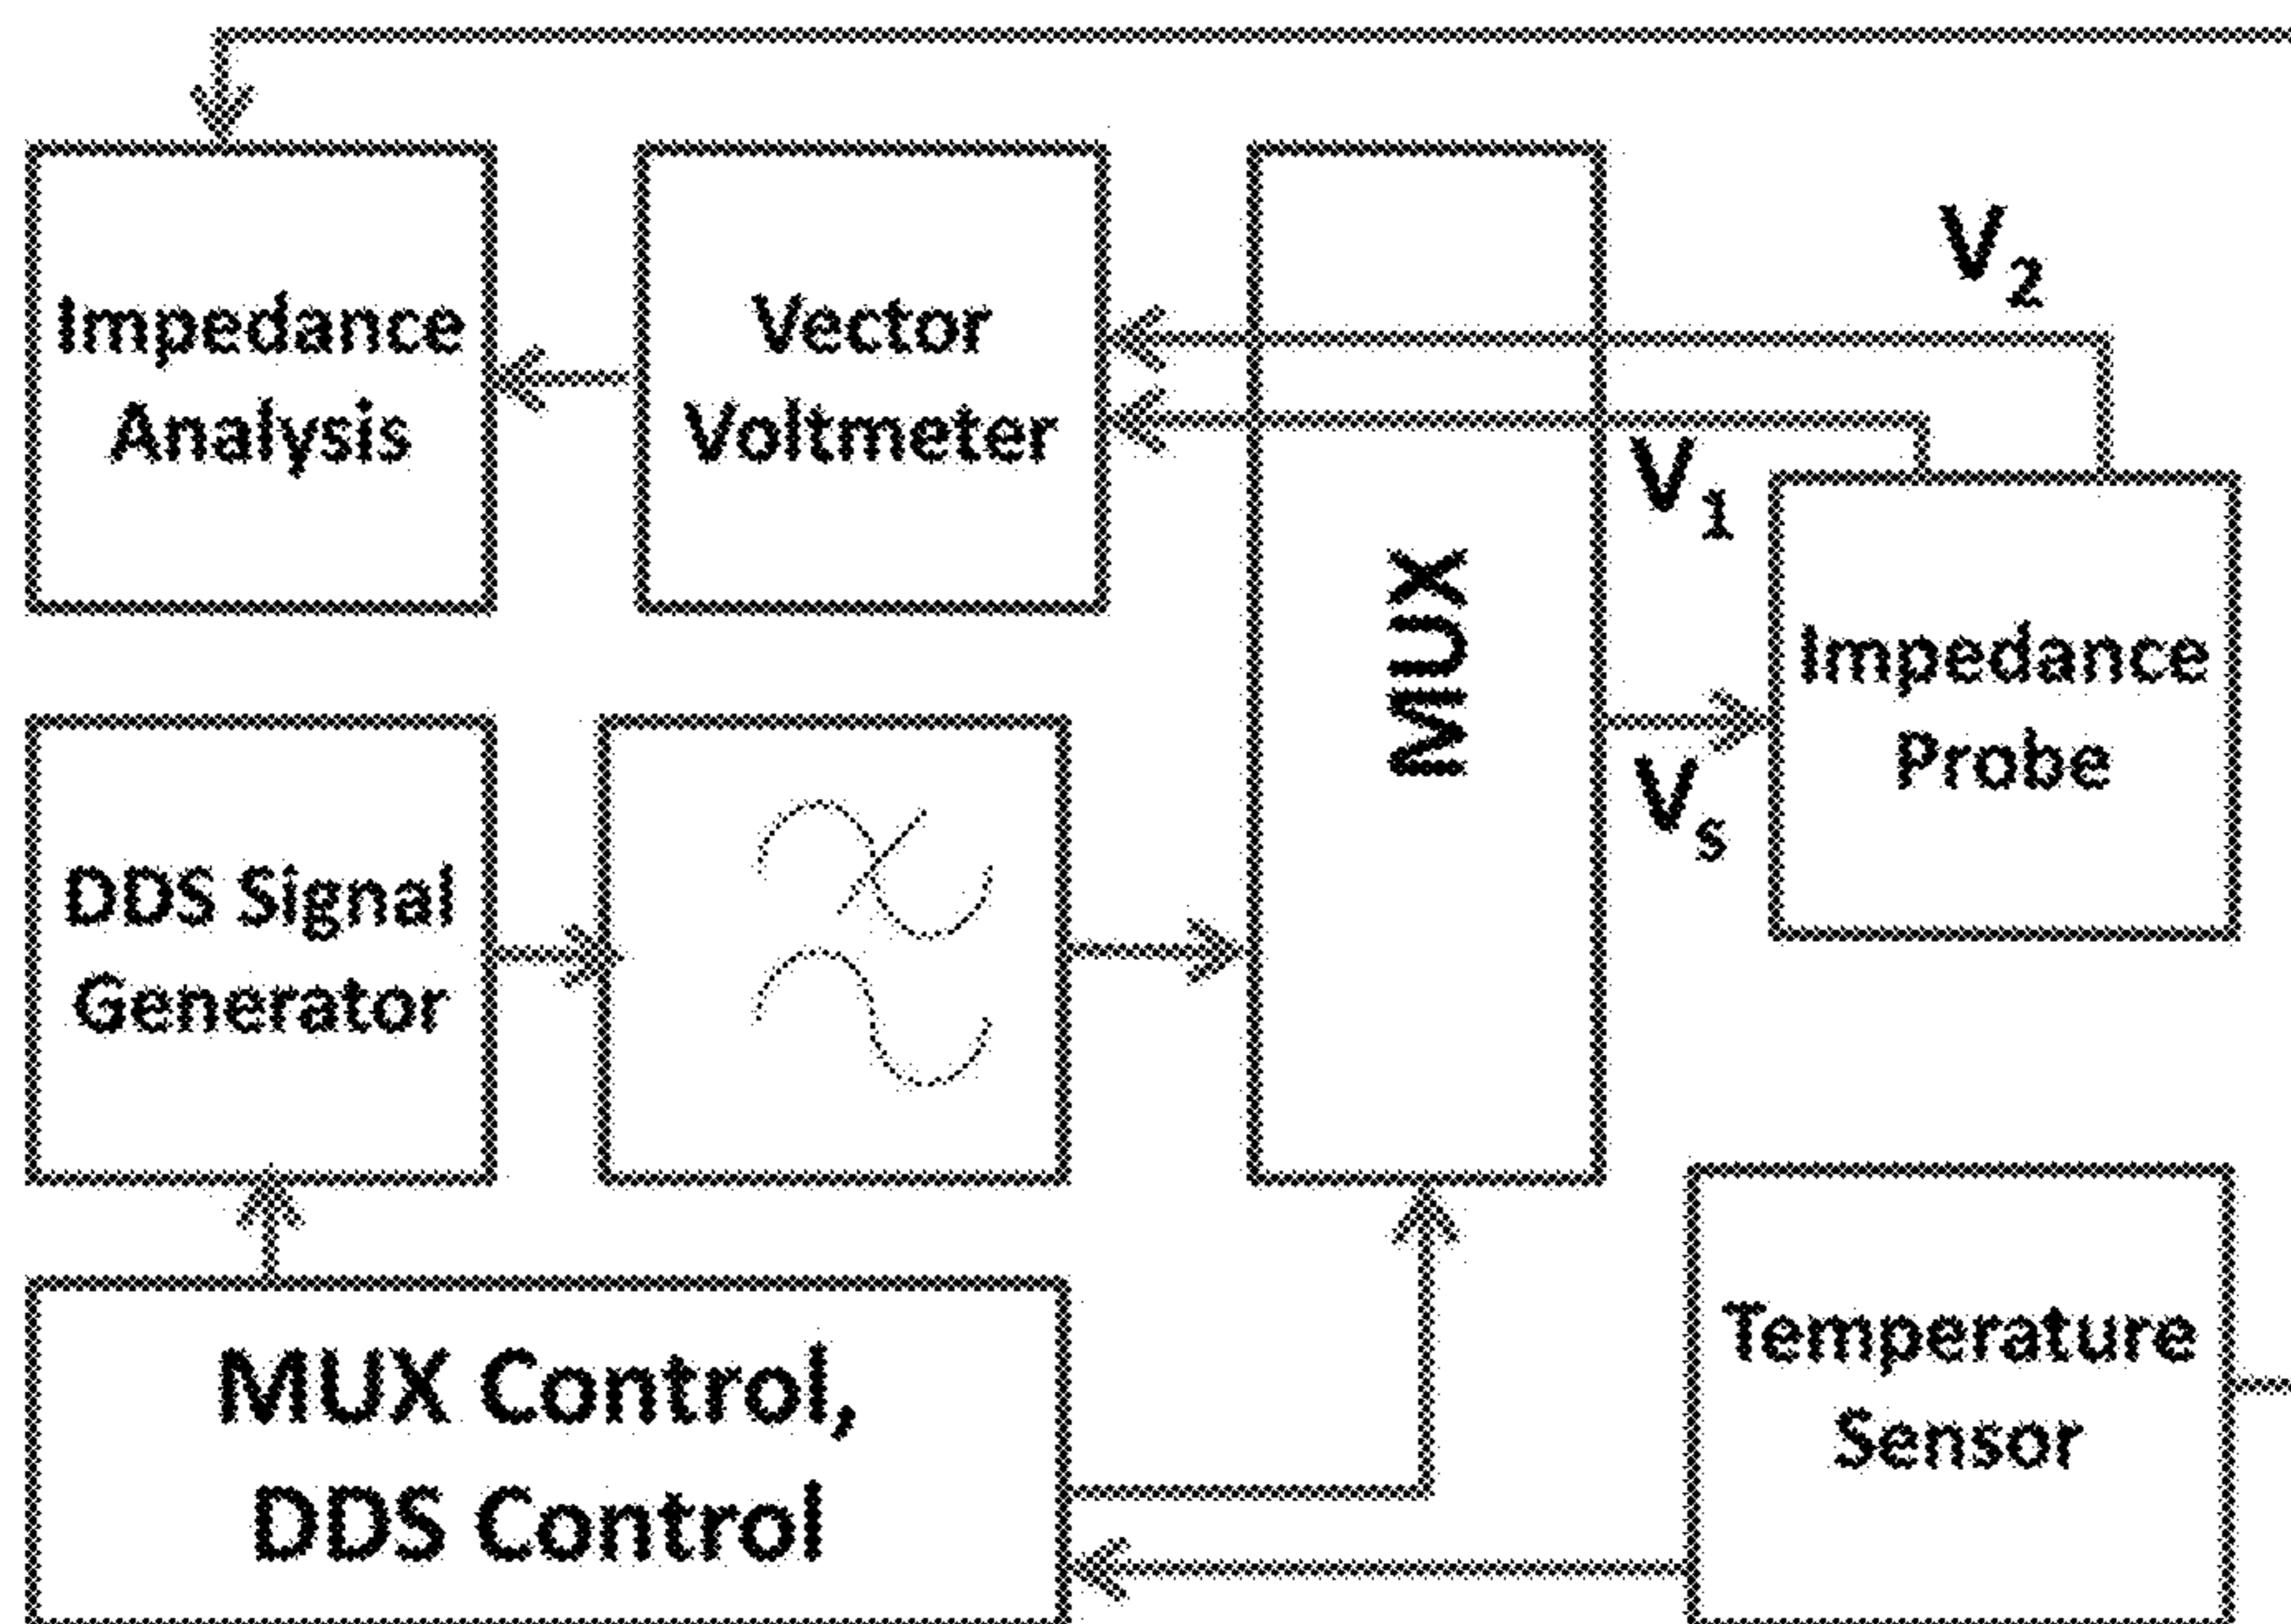 Impedance
Analysis
Vector
Voltmeter
MUX
V2
V1
Vs
Impedance
Probe
DDS Signal
Generator
MUX Control,
DDS Control
Temperature
Sensor